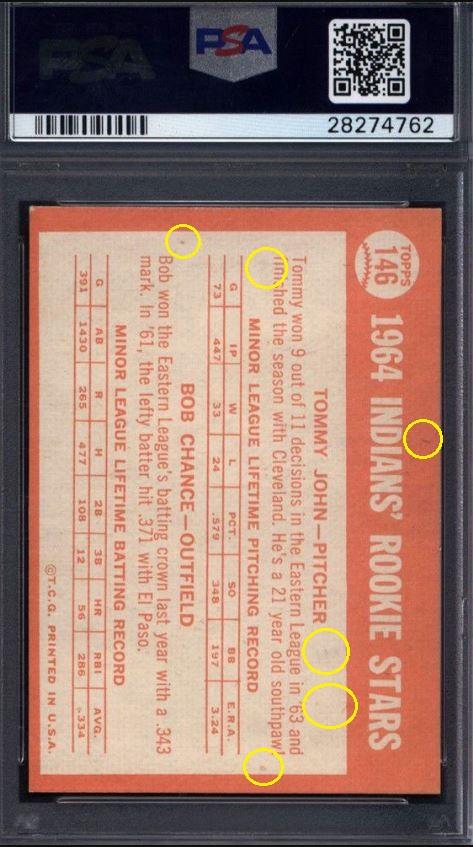 PSA
PSA
28274762
TOPPS
146
1964 INDIANS' ROOKIE STARS
TOMMY JOHN—PITCHER
Tommy won 9 out of 11 decisions in the Eastern League in '63 and
finished the season with Cleveland. He's a 21 year old southpaw!
MINOR LEAGUE LIFETIME PITCHING RECORD
G IP W L PCT. SO BB E.R.A.
73 447 33 24 .579 348 197 3.24
BOB CHANCE—OUTFIELD
Bob won the Eastern League's batting crown last year with a .343
mark. In '61, the lefty batter hit .371 with El Paso.
MINOR LEAGUE LIFETIME BATTING RECORD
G AB R H 2B 3B HR RBI AVG.
391 1430 265 477 108 12 56 286 .334
©T.C.G. PRINTED IN U.S.A.